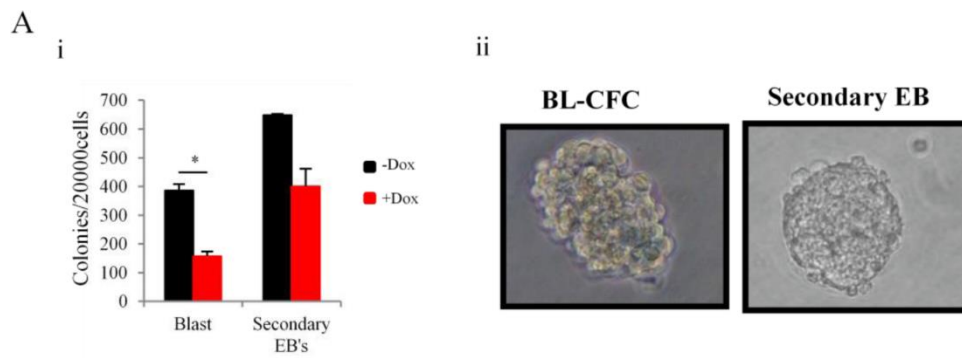 A
i
ii
700
600
500
400
300
200
100
0
Colonies/20000cells
*
Blast
Secondary
EB's
-Dox
+Dox
BL-CFC
Secondary EB